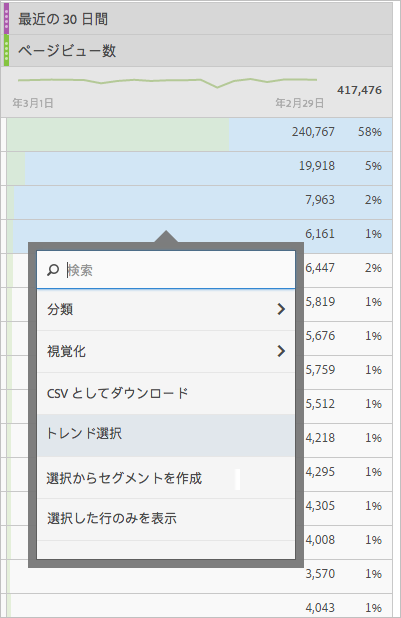 最近の 30 日間
ページビュー数
417,476
年3月1日 年2月29日
240,767 58%
19,918 5%
7,963 2%
6,161 1%
検索
6,447 2%
分類
5,819 1%
5,676 1%
視覚化
5,759 1%
CSV としてダウンロード
5,512 1%
トレンド選択
4,218 1%
選択からセグメントを作成
4,295 1%
4,305 1%
選択した行のみを表示
4,008 1%
3,570 1%
4,043 1%